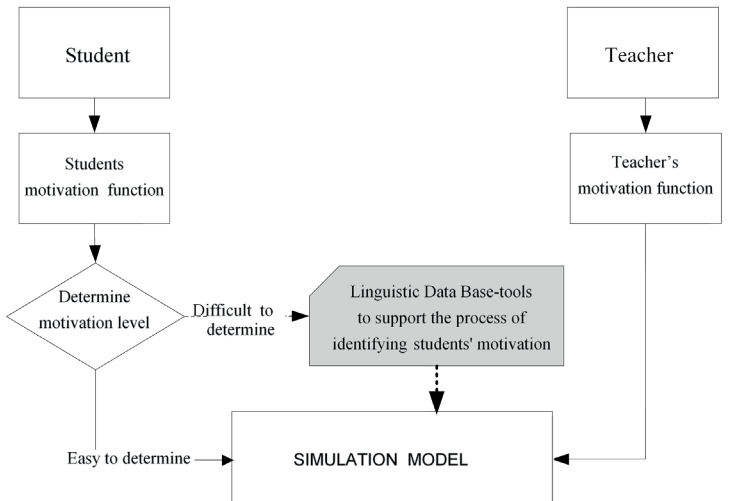 Student
Teacher
Students
motivation function
Teacher's
motivation function
Determine
motivation level
Difficult to
determine
Linguistic Data Base-tools
to support the process of
identifying students' motivation
Easy to determine
SIMULATION MODEL